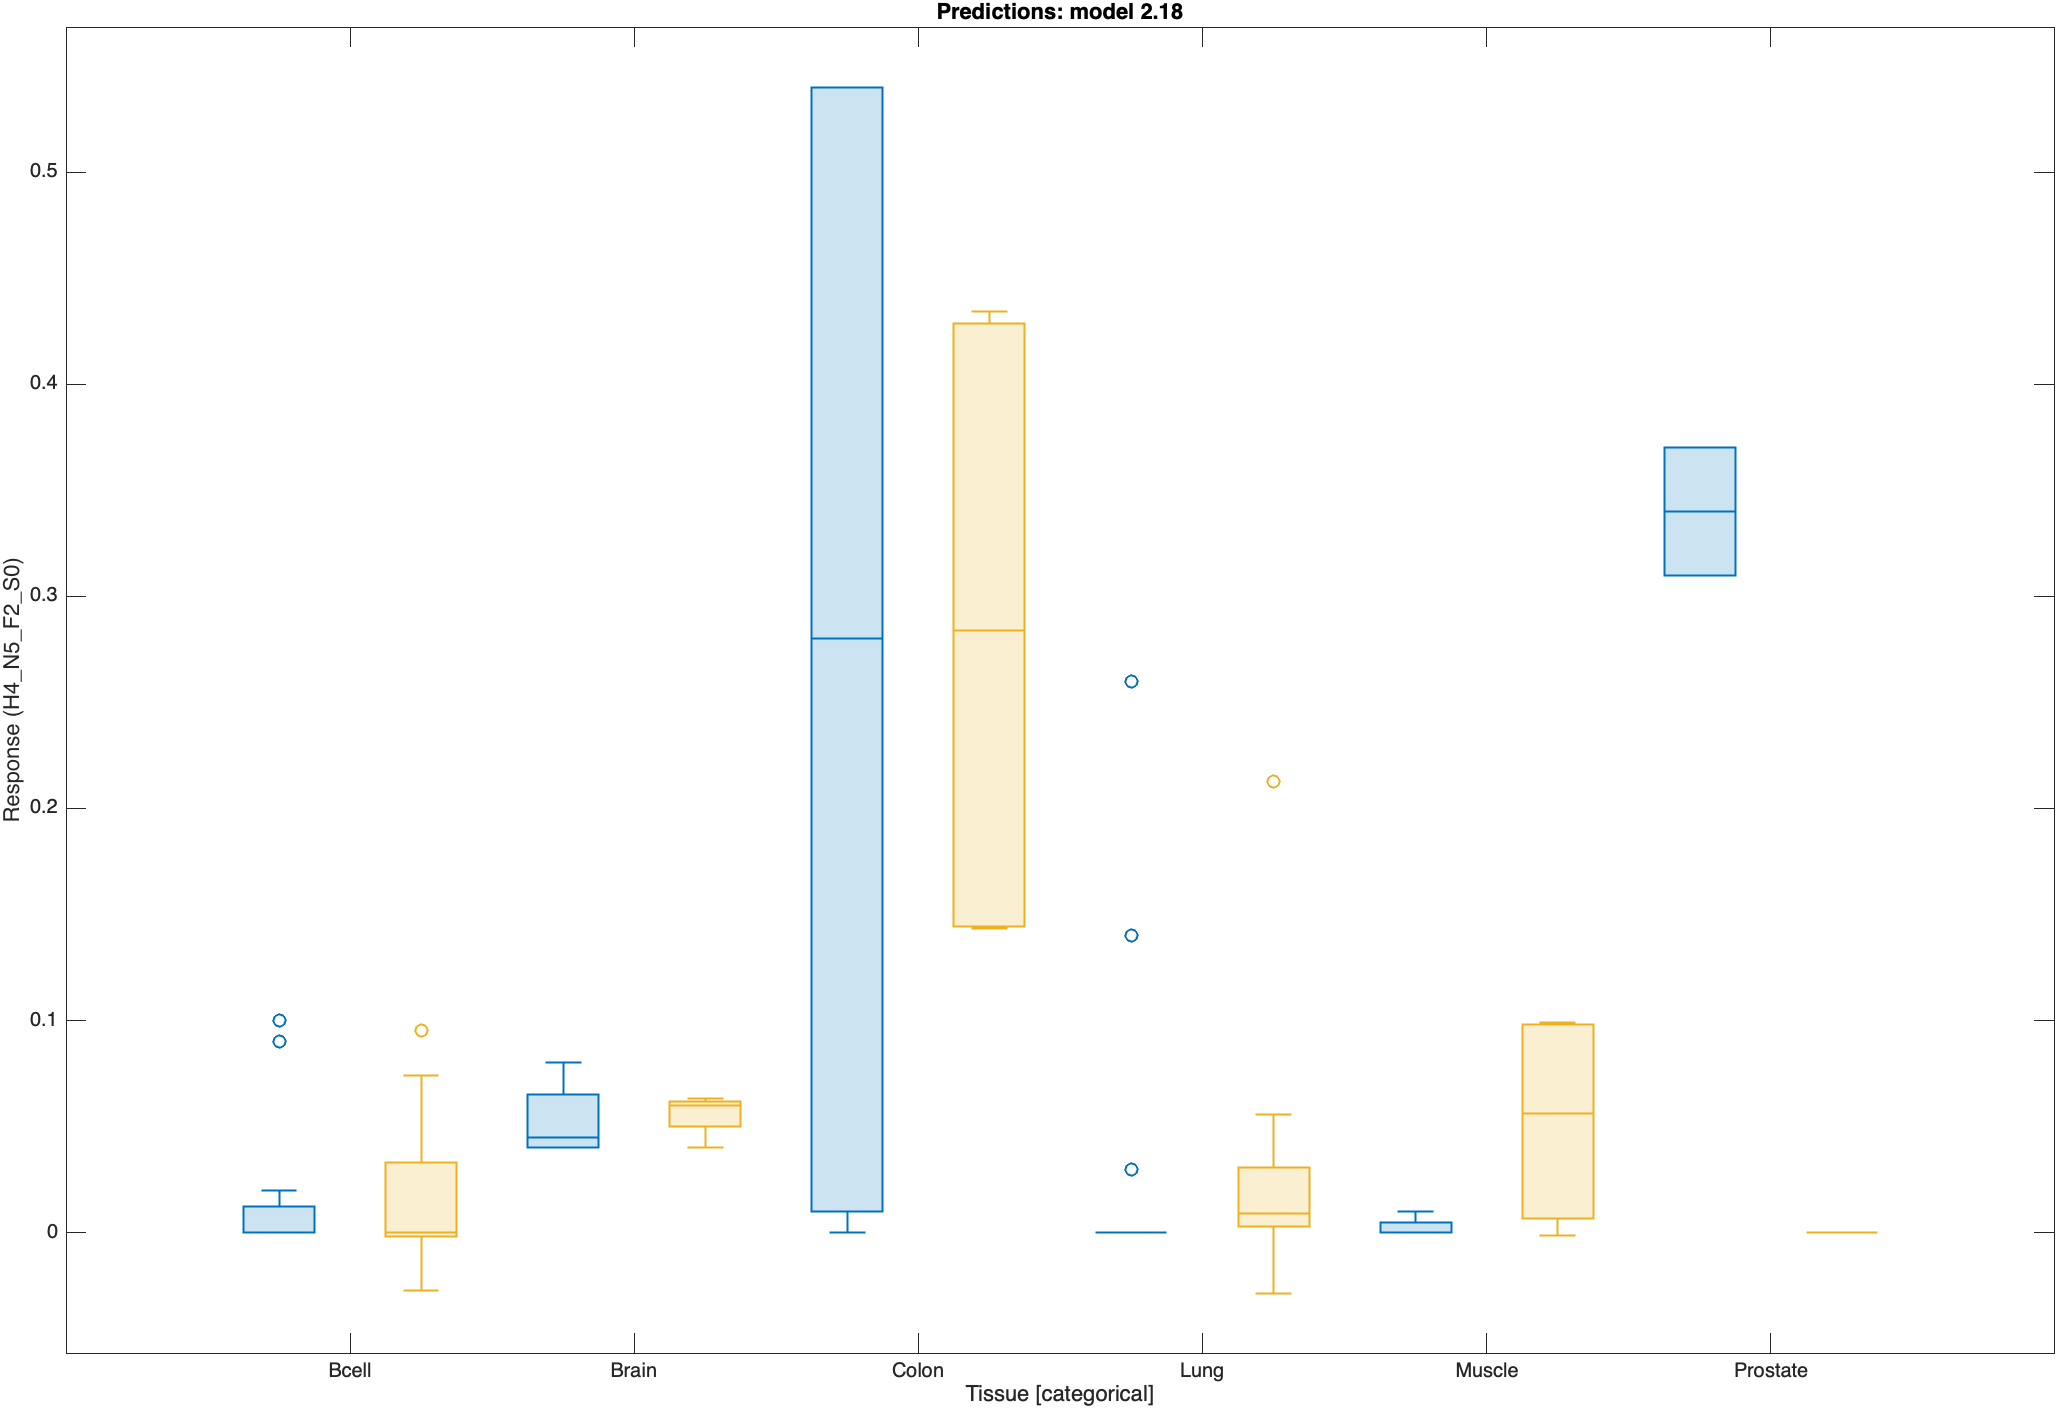 Predictions: model 2.18
Response (H4_N5_F2_S0)
0.5
0.4
0.3
0.2
0.1
0
Bcell Brain Colon Lung Muscle Prostate
Tissue [categorical]